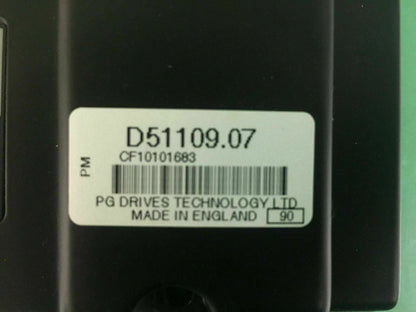 D51109.07
CF10101683
PM
PG DRIVES TECHNOLOGY LTD
MADE IN ENGLAND 90